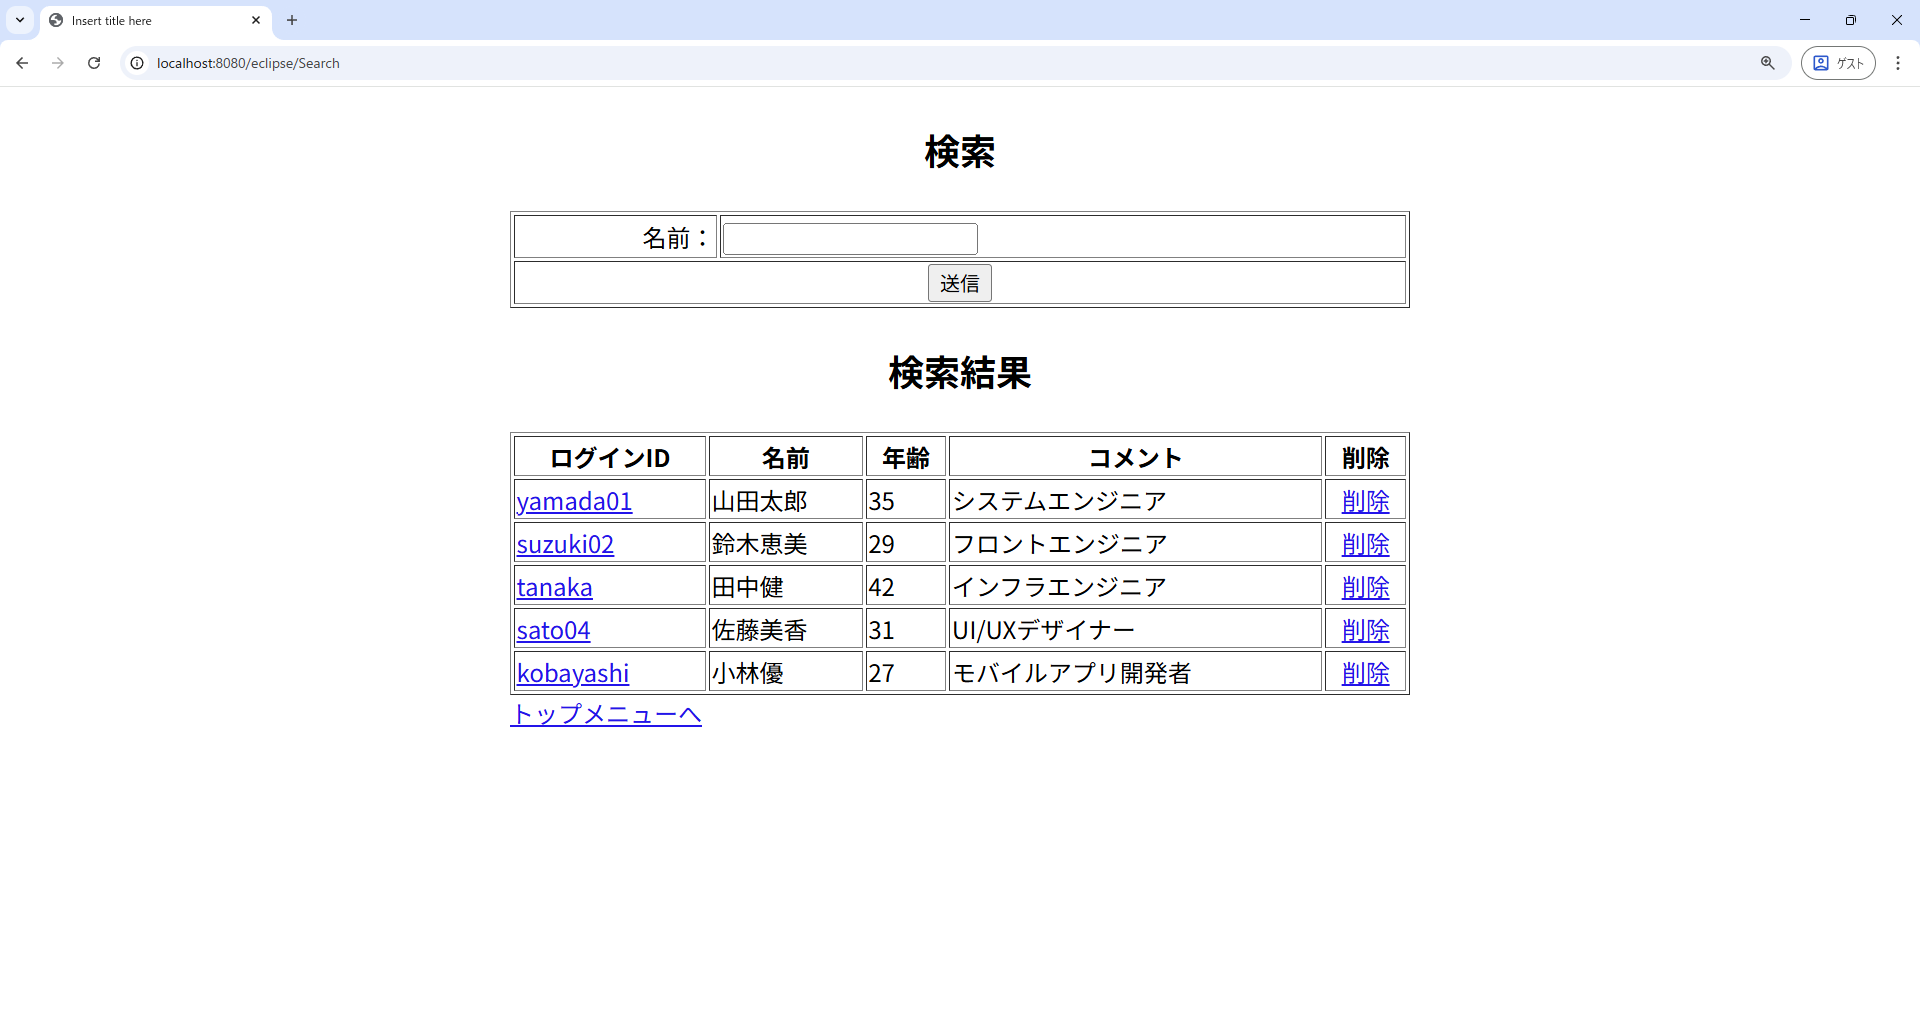 Insert title here
localhost:8080/eclipse/Search
ゲスト
検索
名前：
送信
検索結果
ログインID 名前 年齢 コメント 削除
yamada01 山田太郎 35 システムエンジニア 削除
suzuki02 鈴木恵美 29 フロントエンジニア 削除
tanaka 田中健 42 インフラエンジニア 削除
sato04 佐藤美香 31 UI/UXデザイナー 削除
kobayashi 小林優 27 モバイルアプリ開発者 削除
トップメニューへ